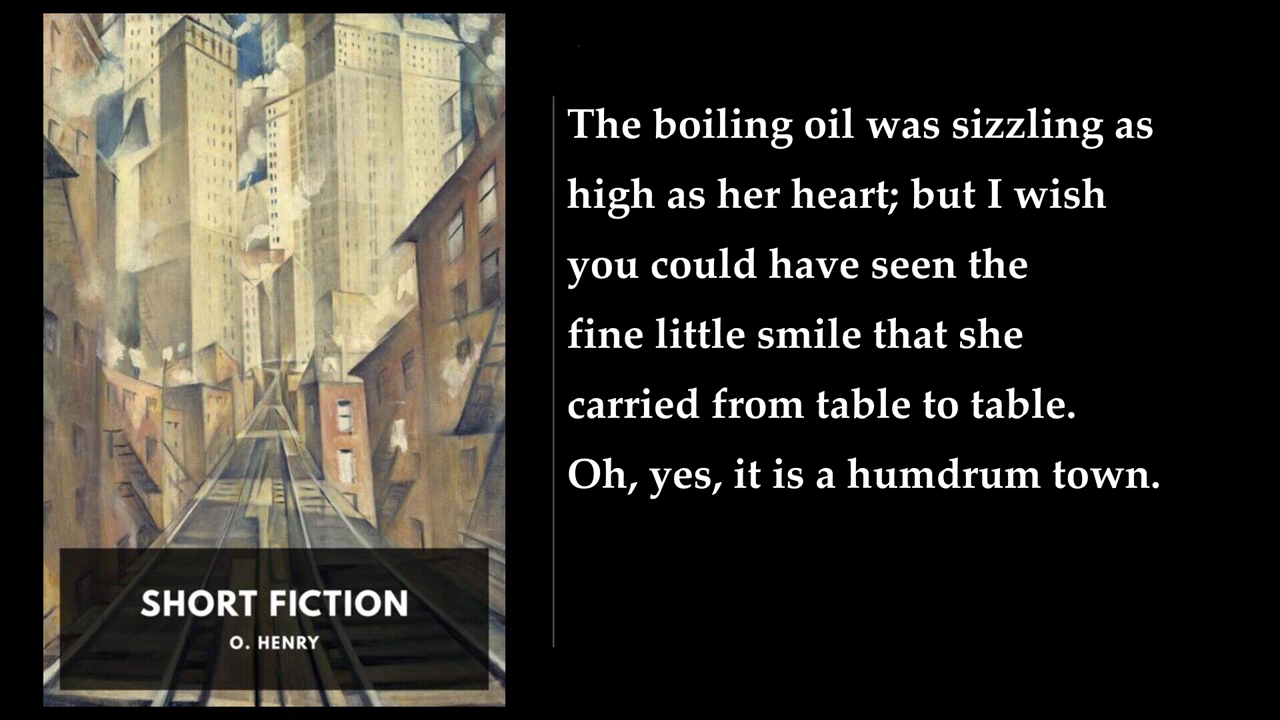 The boiling oil was sizzling as
high as her heart; but I wish
you could have seen the
fine little smile that she
carried from table to table.
Oh, yes, it is a humdrum town.
SHORT FICTION
O. HENRY